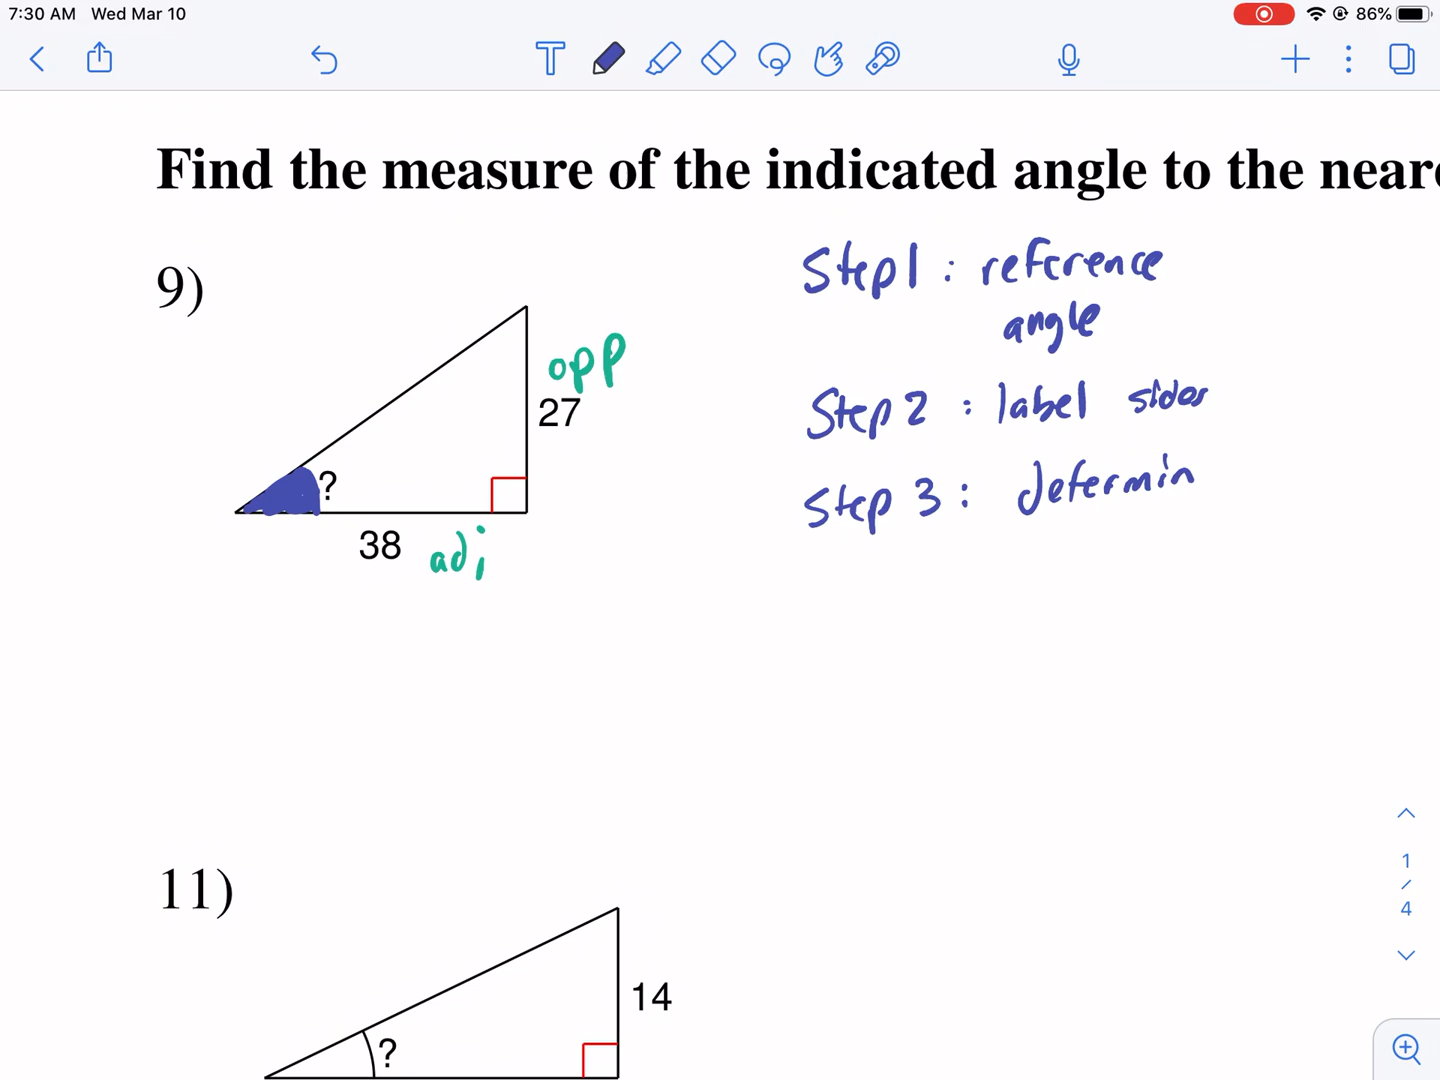 7:30 AM Wed Mar 10
86%
T
Find the measure of the indicated angle to the near
9)
Step 1 : reference
angle
opp
27
Step 2 : label sides
?
Step 3 : determin
38 adj
1
/
4
11)
14
?